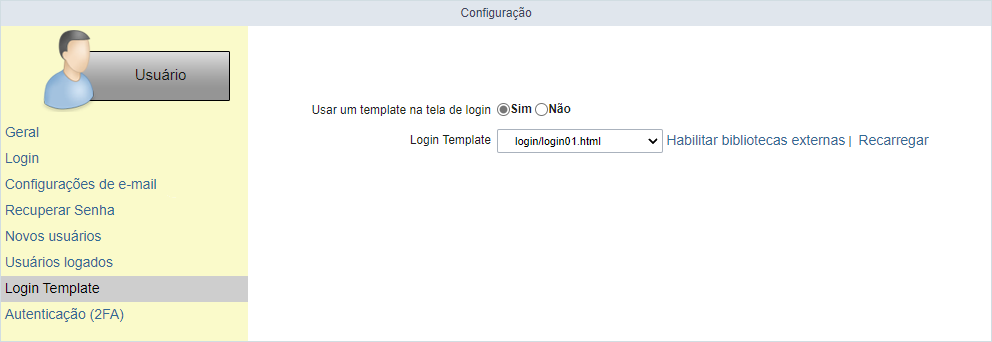 Configuração
Usuário
Geral
Login
Configurações de e-mail
Recuperar Senha
Novos usuários
Usuários logados
Login Template
Autenticação (2FA)
Usar um template na tela de login Sim Não
Login Template login/login01.html Habilitar bibliotecas externas | Recarregar